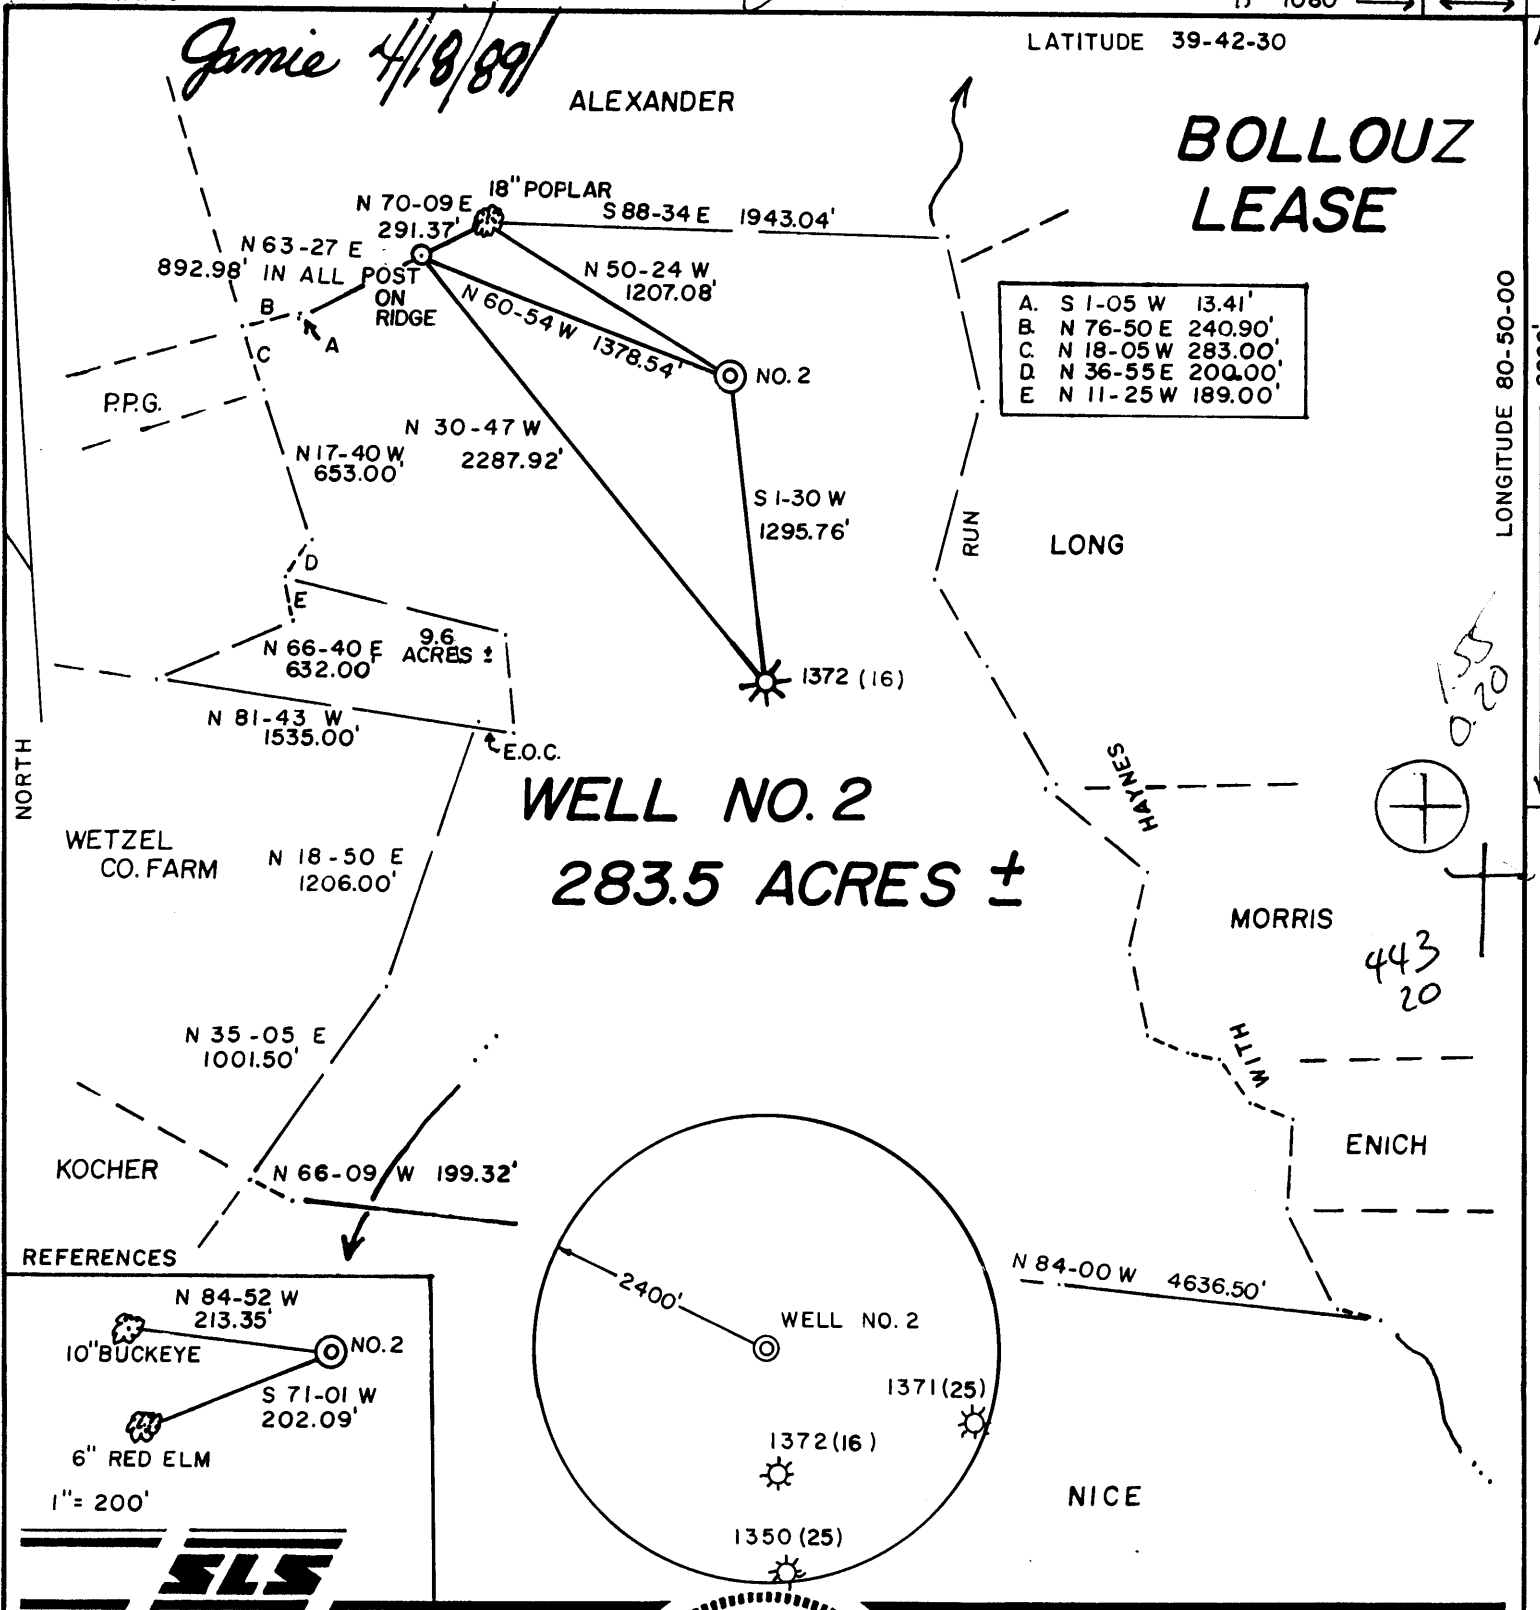 1080
LATITUDE 39-42-30
Jamie 4/18/89
ALEXANDER
BOLLOUZ
LEASE
18" POPLAR
N 70-09 E
291.37'
S 88-34 E 1943.04'
N 63-27 E
892.98' IN ALL
POST
ON
RIDGE
N 50-24 W
1207.08'
N 60-54 W 1378.54'
B
A
C
NO. 2
A. S 1-05 W 13.41'
B. N 76-50 E 240.90'
C. N 18-05 W 283.00'
D. N 36-55 E 200.00'
E N 11-25 W 189.00'
LONGITUDE 80-50-00
P.P.G.
N 30-47 W
2287.92'
N 17-40 W
653.00'
S 1-30 W
1295.76'
RUN
LONG
D
E
N 66-40 E
632.00'
9.6
ACRES ±
1372 (16)
1.55
0.20
N 81-43 W
1535.00'
E.O.C.
NORTH
HAYNES
WELL NO. 2
283.5 ACRES ±
WETZEL
CO. FARM
N 18-50 E
1206.00'
MORRIS
443
20
N 35-05 E
1001.50'
WITH
KOCHER
N 66-09 W 199.32'
ENICH
REFERENCES
N 84-52 W
213.35'
10" BUCKEYE
NO. 2
S 71-01 W
202.09'
6" RED ELM
1" = 200'
SLS
2400'
WELL NO. 2
1371 (25)
1372 (16)
1350 (25)
N 84-00 W 4636.50'
NICE